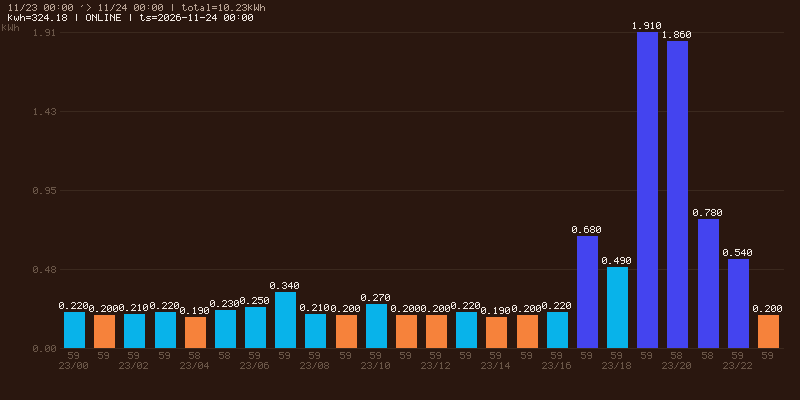 11/23 00:00 -> 11/24 00:00 | total=10.23kWh
kWh=324.18 | ONLINE | ts=2026-11-24 00:00
kWh
1.91
1.43
0.95
0.48
0.00
0.220 0.200 0.210 0.220 0.190 0.230 0.250 0.340 0.210 0.200 0.270 0.200 0.200 0.220 0.190 0.200 0.220 0.680 0.490 1.910 1.860 0.780 0.540 0.200
59 59 59 59 58 58 59 59 59 59 59 59 59 59 59 59 59 59 59 59 58 58 59 59
23/00 23/02 23/04 23/06 23/08 23/10 23/12 23/14 23/16 23/18 23/20 23/22